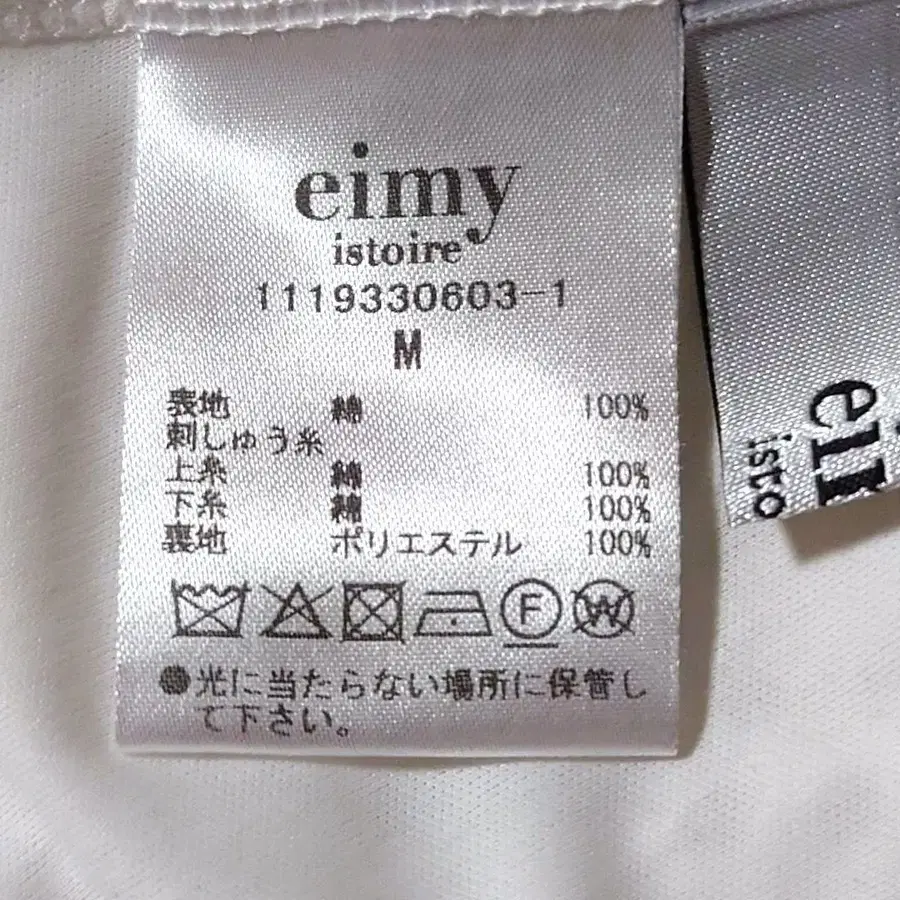 eimy
istoire
1119330603-1
M
表地 綿 100%
刺しゅう糸
上糸 綿 100%
下糸 綿 100%
裏地 ポリエステル 100%
F W
●光に当たらない場所に保管し
て下さい。
eim
isto